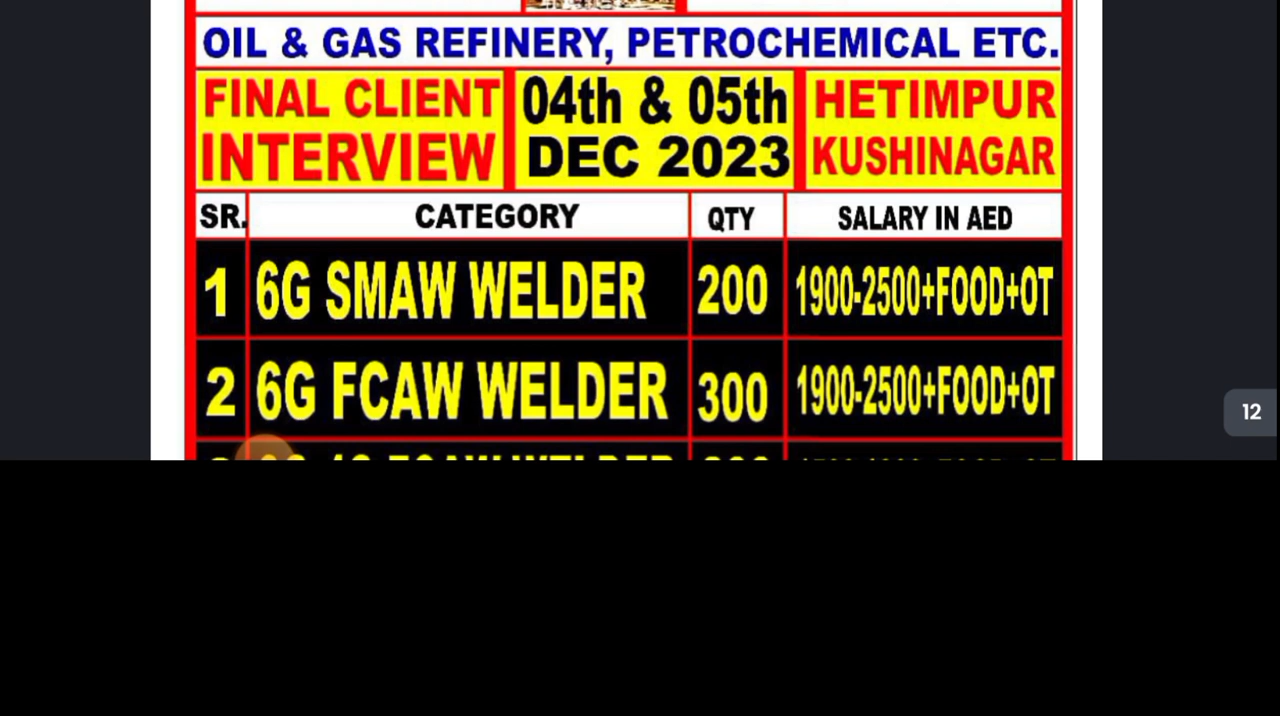 OIL & GAS REFINERY, PETROCHEMICAL ETC.
FINAL CLIENT INTERVIEW
04th & 05th DEC 2023
HETIMPUR KUSHINAGAR
SR. CATEGORY QTY SALARY IN AED
1 6G SMAW WELDER 200 1900-2500+FOOD+OT
2 6G FCAW WELDER 300 1900-2500+FOOD+OT
12